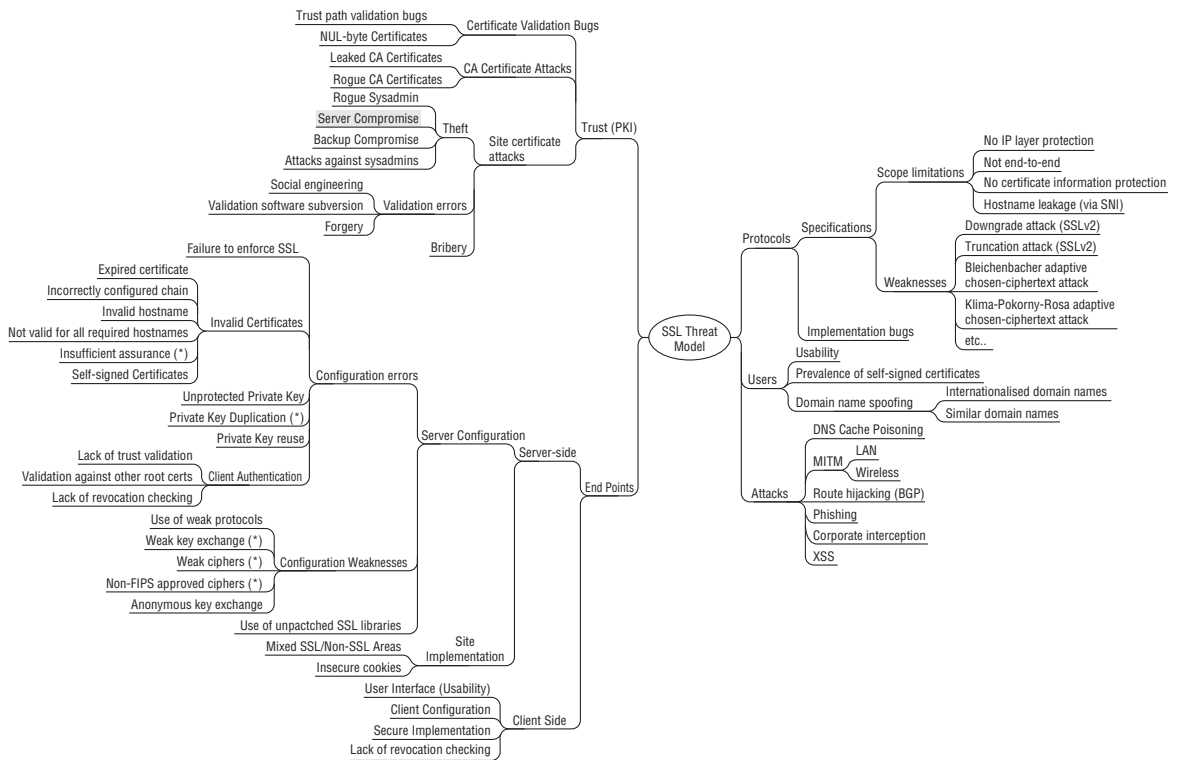 Trust path validation bugs
NUL-byte Certificates
Certificate Validation Bugs
Leaked CA Certificates
Rogue CA Certificates
CA Certificate Attacks
Rogue Sysadmin
Server Compromise
Backup Compromise
Attacks against sysadmins
Theft
Site certificate
attacks
Trust (PKI)
Social engineering
Validation software subversion
Forgery
Validation errors
Bribery
Failure to enforce SSL
Expired certificate
Incorrectly configured chain
Invalid hostname
Not valid for all required hostnames
Insufficient assurance (*)
Self-signed Certificates
Invalid Certificates
Configuration errors
Unprotected Private Key
Private Key Duplication (*)
Private Key reuse
Lack of trust validation
Validation against other root certs
Lack of revocation checking
Client Authentication
Server Configuration
Server-side
End Points
Use of weak protocols
Weak key exchange (*)
Weak ciphers (*)
Non-FIPS approved ciphers (*)
Anonymous key exchange
Configuration Weaknesses
Use of unpactched SSL libraries
Mixed SSL/Non-SSL Areas
Insecure cookies
Site
Implementation
User Interface (Usability)
Client Configuration
Secure Implementation
Lack of revocation checking
Client Side
SSL Threat
Model
Protocols
Specifications
Scope limitations
No IP layer protection
Not end-to-end
No certificate information protection
Hostname leakage (via SNI)
Weaknesses
Downgrade attack (SSLv2)
Truncation attack (SSLv2)
Bleichenbacher adaptive
chosen-ciphertext attack
Klima-Pokorny-Rosa adaptive
chosen-ciphertext attack
etc..
Implementation bugs
Users
Usability
Prevalence of self-signed certificates
Domain name spoofing
Internationalised domain names
Similar domain names
Attacks
DNS Cache Poisoning
MITM
LAN
Wireless
Route hijacking (BGP)
Phishing
Corporate interception
XSS